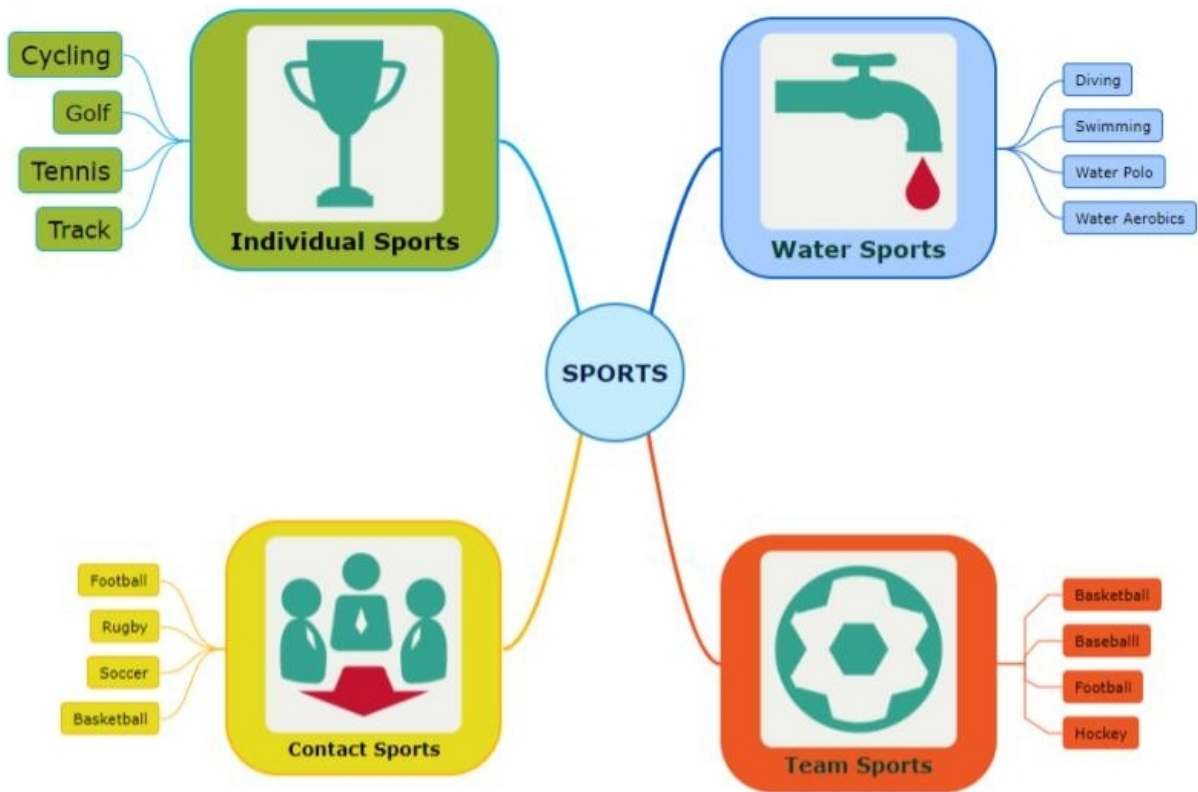 Cycling
Golf
Tennis
Track
Individual Sports
Water Sports
Diving
Swimming
Water Polo
Water Aerobics
SPORTS
Football
Rugby
Soccer
Basketball
Contact Sports
Team Sports
Basketball
Baseballl
Football
Hockey